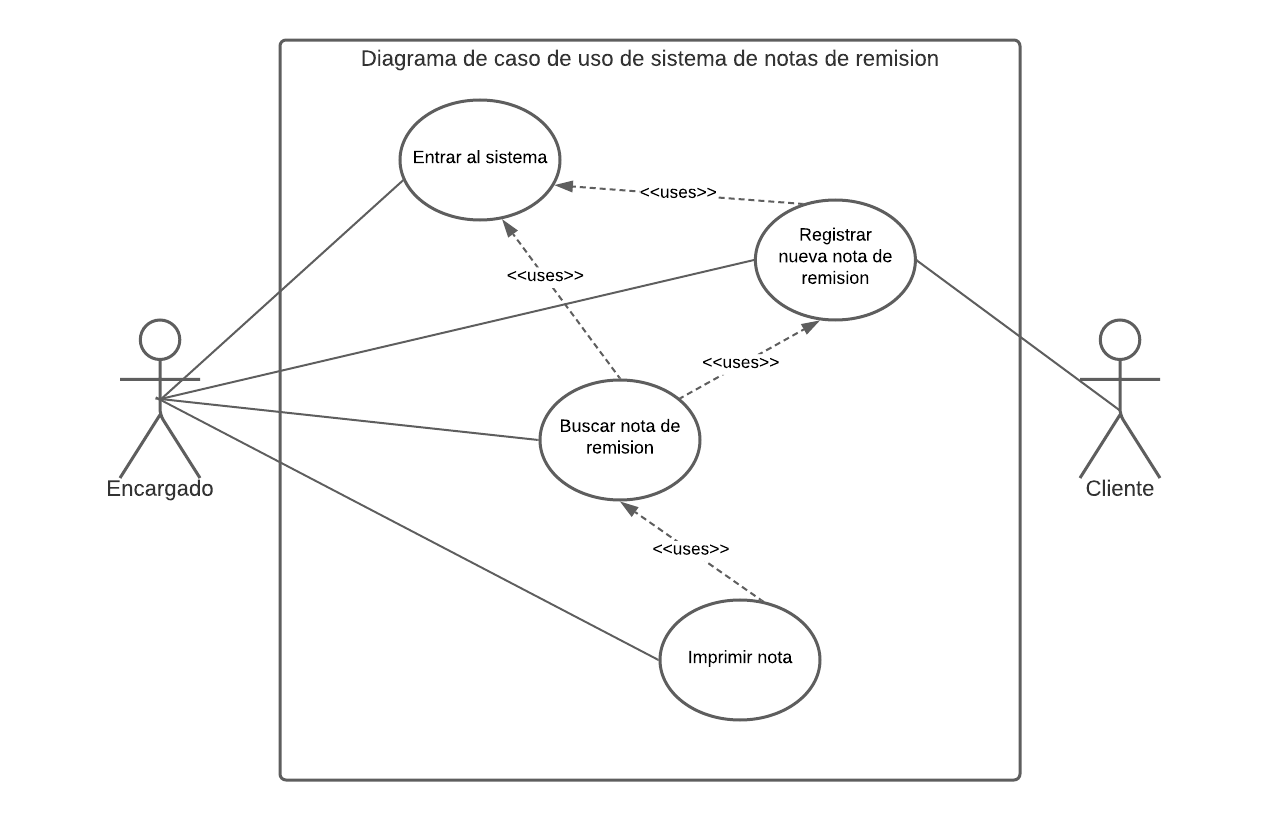 Diagrama de caso de uso de sistema de notas de remision
Entrar al sistema
<<uses>>
Registrar
nueva nota de
remision
<<uses>>
<<uses>>
Buscar nota de
remision
Encargado
Cliente
<<uses>>
Imprimir nota